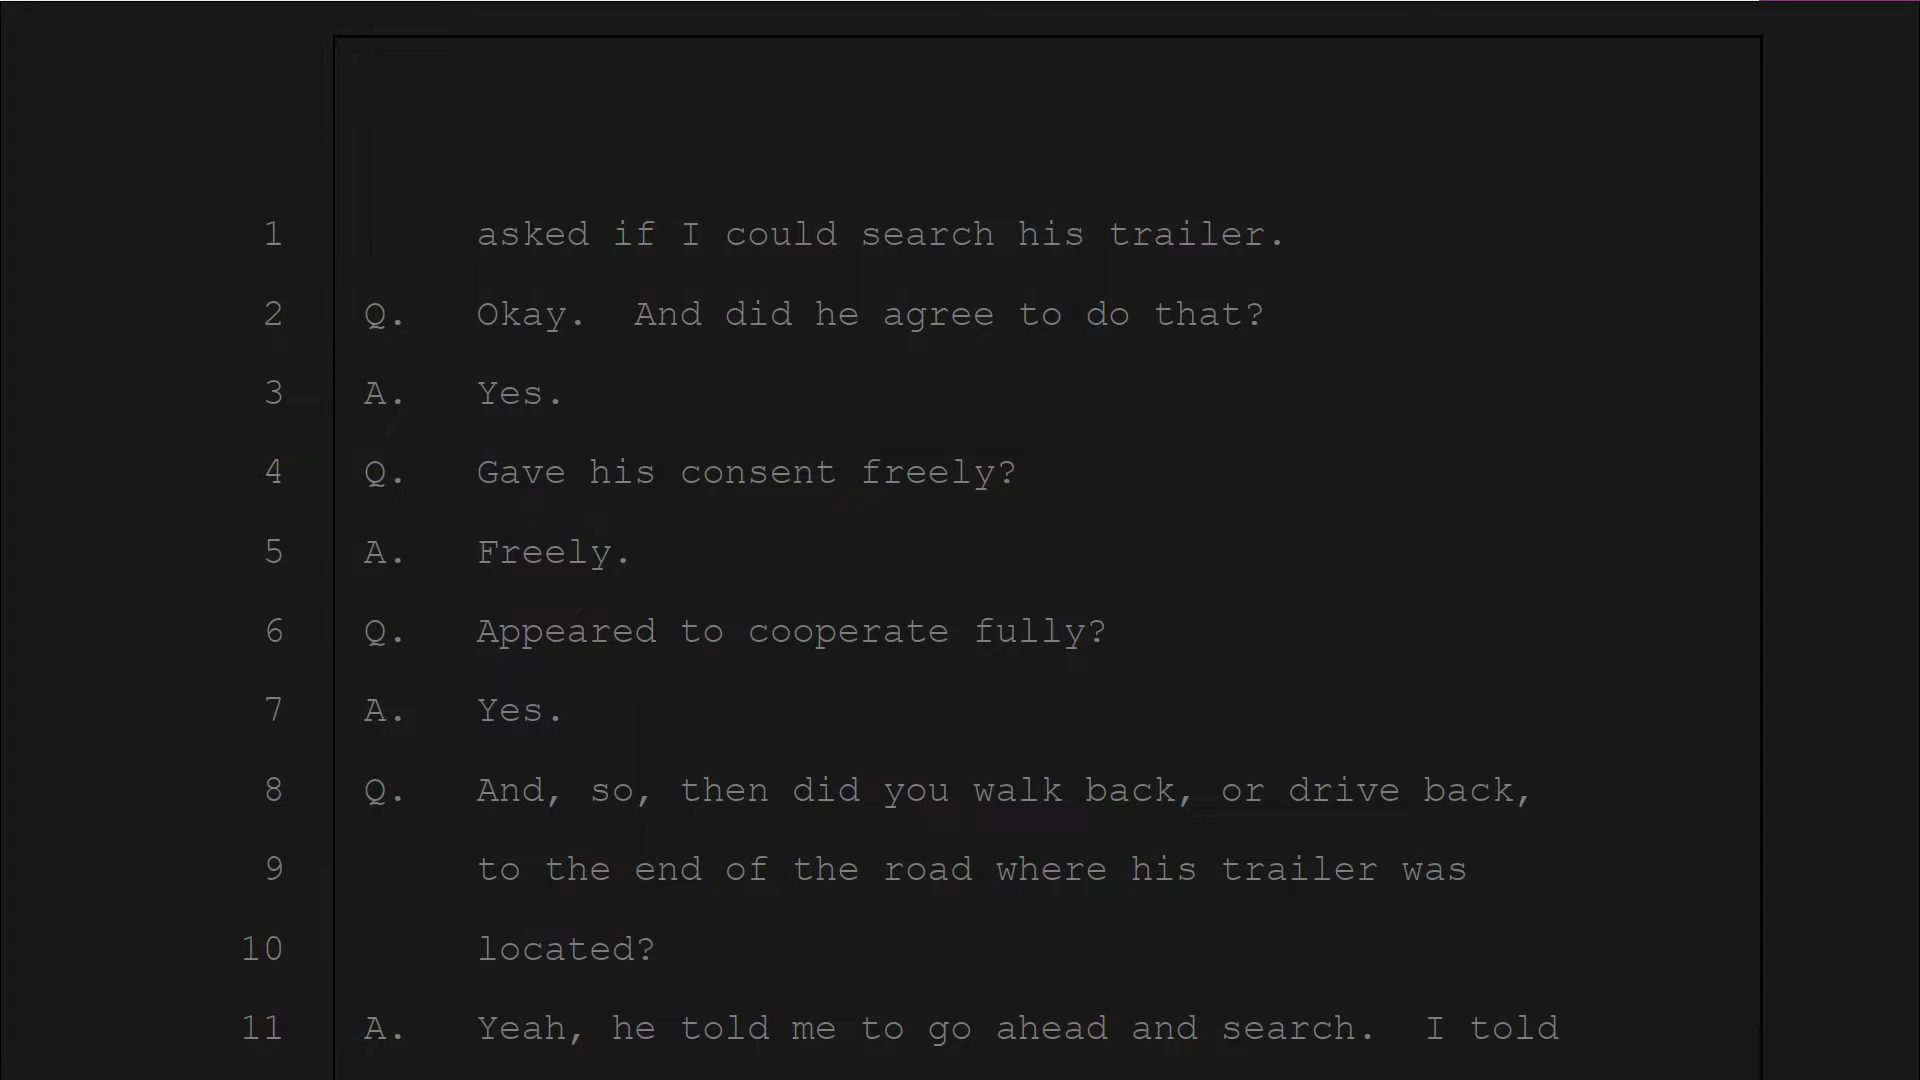 1 asked if I could search his trailer.
2 Q. Okay. And did he agree to do that?
3 A. Yes.
4 Q. Gave his consent freely?
5 A. Freely.
6 Q. Appeared to cooperate fully?
7 A. Yes.
8 Q. And, so, then did you walk back, or drive back,
9 to the end of the road where his trailer was
10 located?
11 A. Yeah, he told me to go ahead and search. I told